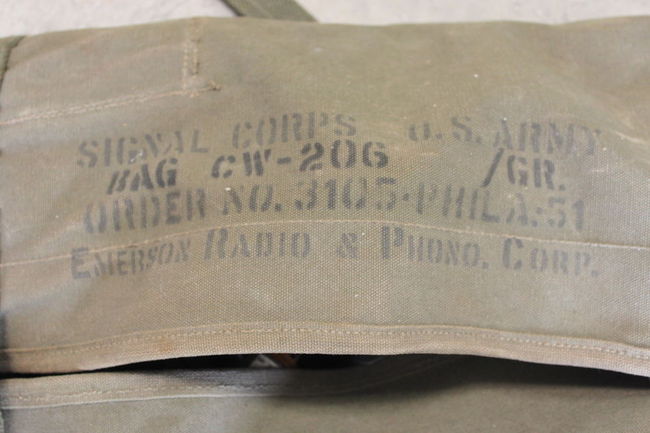 SIGNAL CORPS U.S. ARMY
BAG CW-206 /GR.
ORDER NO. 3105-PHILA-51
EMERSON RADIO & PHONO. CORP.